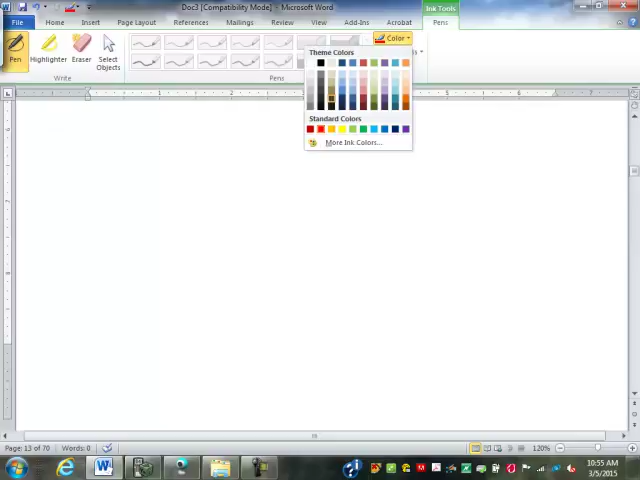 Doc3 [Compatibility Mode] - Microsoft Word
Ink Tools
File Home Insert Page Layout References Mailings Review View Add-Ins Acrobat Pens
Color
Pen Highlighter Eraser Select Objects
Write
Pens
Theme Colors
Standard Colors
More Ink Colors...
Page: 13 of 70 Words: 0
120%
10:55 AM
3/5/2015